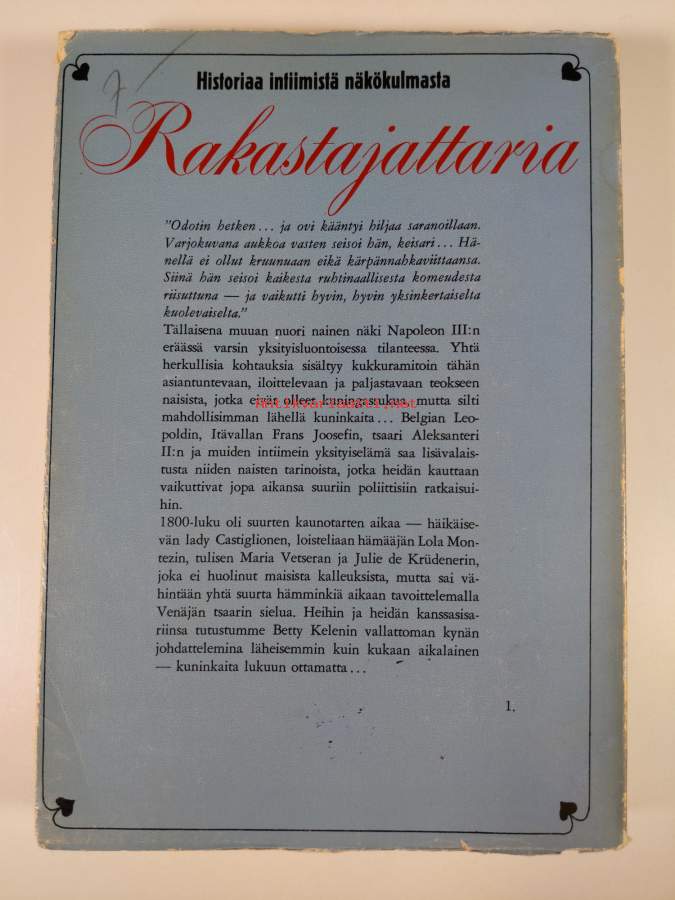 7
Historiaa intiimistä näkökulmasta
Rakastajattaria
"Odotin hetken... ja ovi kääntyi hiljaa saranoillaan.
Varjokuvana aukkoa vasten seisoi hän, keisari... Hä-
nellä ei ollut kruunuaan eikä kärpännahkaviittaansa.
Siinä hän seisoi kaikesta ruhtinaallisesta komeudesta
riisuttuna — ja vaikutti hyvin, hyvin yksinkertaiselta
kuolevaiselta."
Tällaisena muuan nuori nainen näki Napoleon III:n
eräässä varsin yksityisluontoisessa tilanteessa. Yhtä
herkullisia kohtauksia sisältyy kukkuramitoin tähän
asiantuntevaan, iloittelevaan ja paljastavaan teokseen
naisista, jotka eivät olleet kuningassukua, mutta silti
Antikvariaatti.net
mahdollisimman lähellä kuninkaita... Belgian Leo-
poldin, Itävallan Frans Joosefin, tsaari Aleksanteri
II:n ja muiden intiimein yksityiselämä saa lisävalais-
tusta niiden naisten tarinoista, jotka heidän kauttaan
vaikuttivat jopa aikansa suuriin poliittisiin ratkaisui-
hin.
1800-luku oli suurten kaunotarten aikaa — häikäise-
vän lady Castiglionen, loisteliaan hämääjän Lola Mon-
tezin, tulisen Maria Vetseran ja Julie de Krüdenerin,
joka ei huolinut maisista kalleuksista, mutta sai vä-
hintään yhtä suurta hämminkiä aikaan tavoittelemalla
Venäjän tsaarin sielua. Heihin ja heidän kanssasisa-
riinsa tutustumme Betty Kelenin vallattoman kynän
johdattelemina läheisemmin kuin kukaan aikalainen
— kuninkaita lukuun ottamatta...
1.